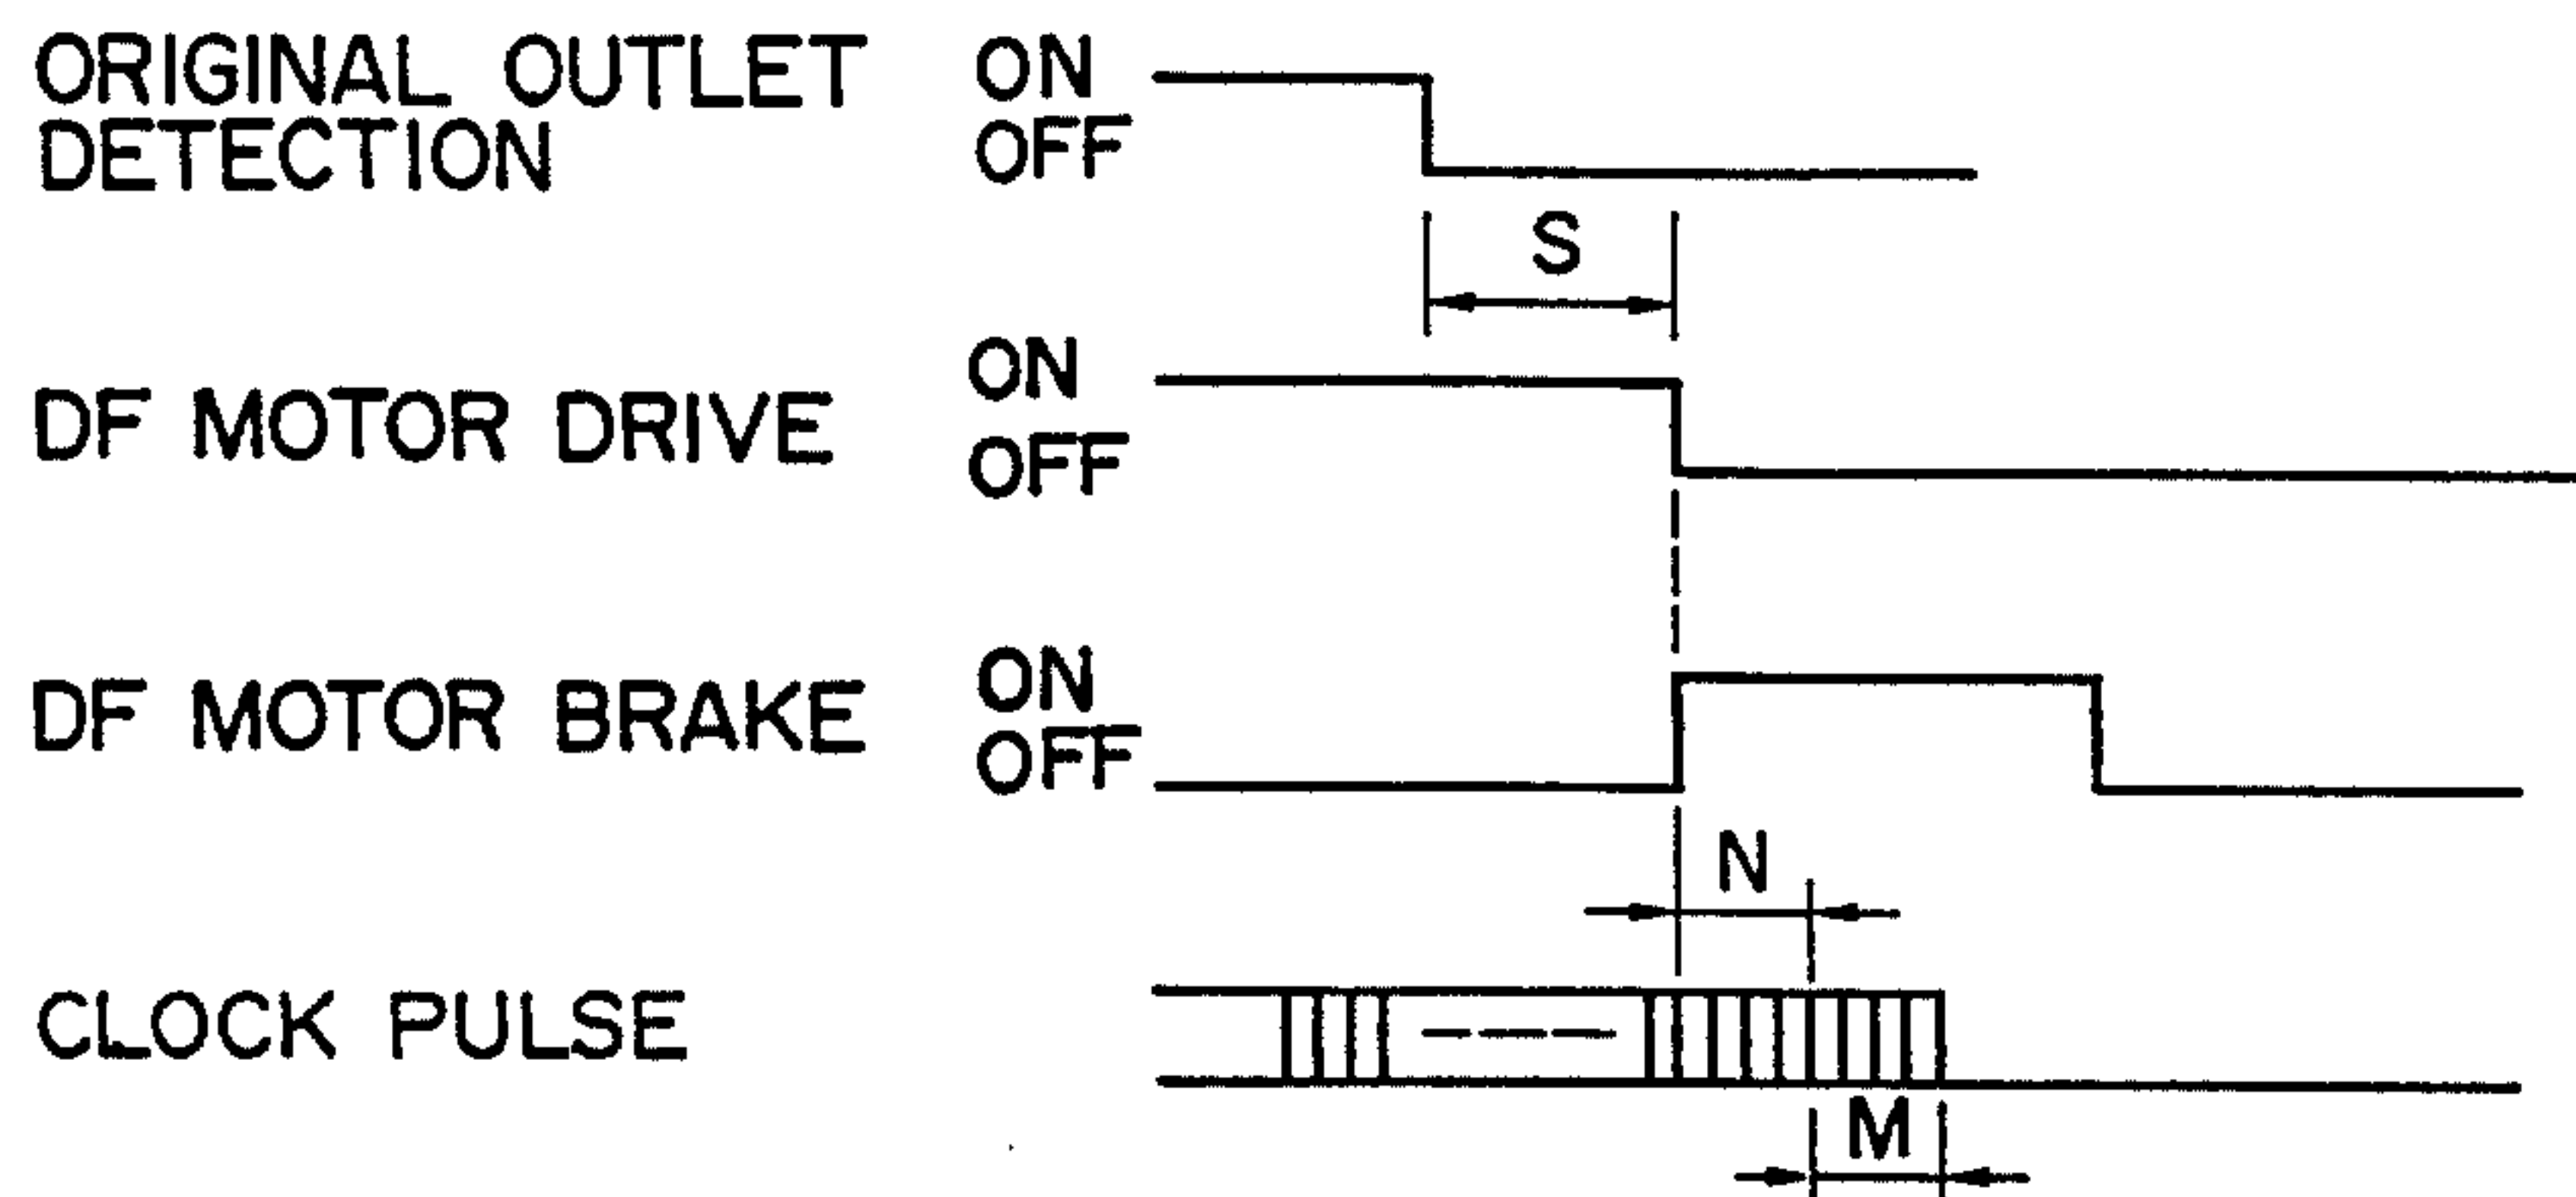 ORIGINAL OUTLET ON
DETECTION OFF
S
DF MOTOR DRIVE ON
OFF
DF MOTOR BRAKE ON
OFF
N
CLOCK PULSE
M